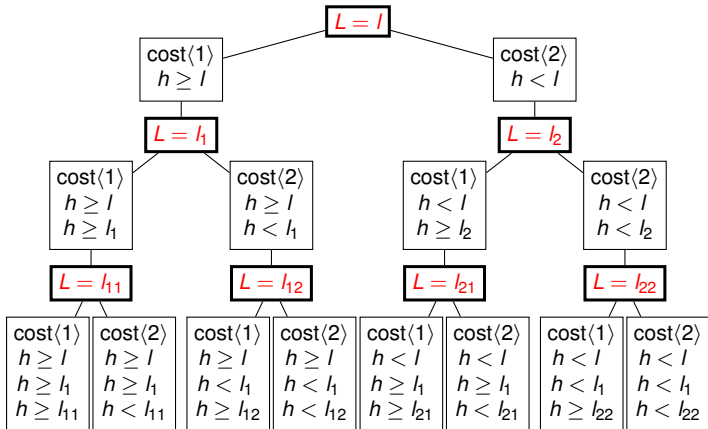 L = l
cost⟨1⟩
h ≥ l
cost⟨2⟩
h < l
L = l₁
L = l₂
cost⟨1⟩
h ≥ l
h ≥ l₁
cost⟨2⟩
h ≥ l
h < l₁
cost⟨1⟩
h < l
h ≥ l₂
cost⟨2⟩
h < l
h < l₂
L = l₁₁
L = l₁₂
L = l₂₁
L = l₂₂
cost⟨1⟩
h ≥ l
h ≥ l₁
h ≥ l₁₁
cost⟨2⟩
h ≥ l
h ≥ l₁
h < l₁₁
cost⟨1⟩
h ≥ l
h < l₁
h ≥ l₁₂
cost⟨2⟩
h ≥ l
h < l₁
h < l₁₂
cost⟨1⟩
h < l
h ≥ l₁
h ≥ l₂₁
cost⟨2⟩
h < l
h ≥ l₁
h < l₂₁
cost⟨1⟩
h < l
h < l₁
h ≥ l₂₂
cost⟨2⟩
h < l
h < l₁
h < l₂₂